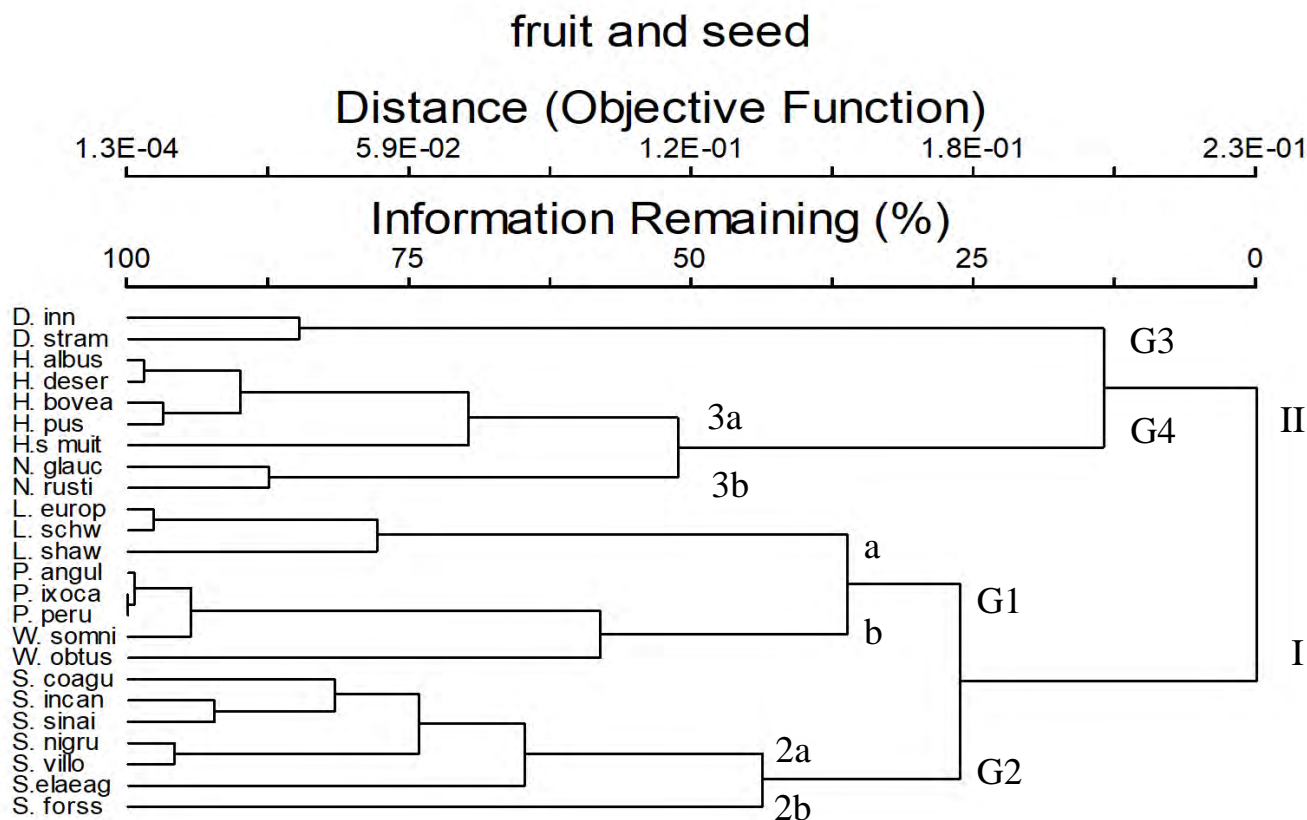 fruit and seed
Distance (Objective Function)
1.3E-04 5.9E-02 1.2E-01 1.8E-01 2.3E-01
Information Remaining (%)
100 75 50 25 0
D. inn
D. stram
H. albus
H. deser
H. bovea
H. pus
H.s muit
N. glauc
N. rusti
L. europ
L. schw
L. shaw
P. angul
P. ixoca
P. peru
W. somni
W. obtus
S. coagu
S. incan
S. sinai
S. nigru
S. villo
S.elaeag
S. forss
G3
II
3a
G4
3b
a
G1
b
I
2a
G2
2b